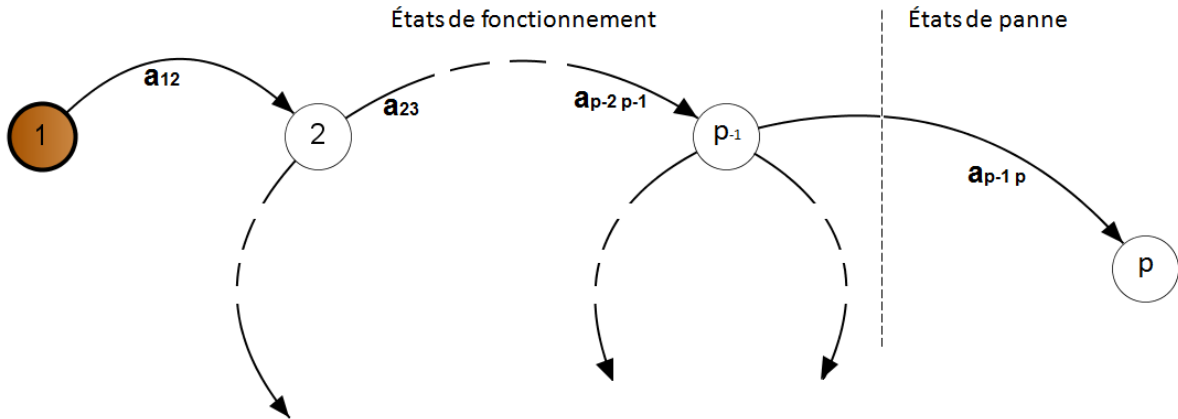 États de fonctionnement
États de panne
a12
a23
ap-2 p-1
ap-1 p
1
2
p-1
p